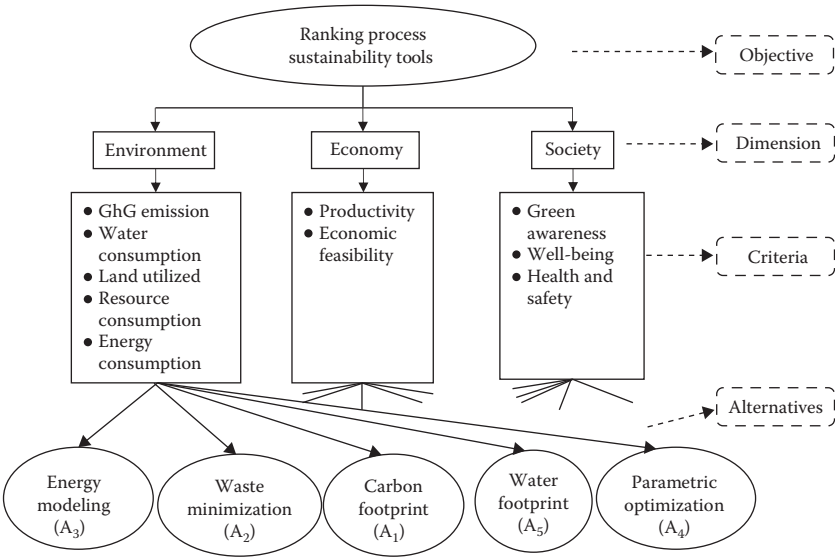 Ranking process
sustainability tools
Objective
Environment
Economy
Society
Dimension
● GhG emission
● Water
consumption
● Land utilized
● Resource
consumption
● Energy
consumption
● Productivity
● Economic
feasibility
● Green
awareness
● Well-being
● Health and
safety
Criteria
Alternatives
Energy
modeling
(A₃)
Waste
minimization
(A₂)
Carbon
footprint
(A₁)
Water
footprint
(A₅)
Parametric
optimization
(A₄)